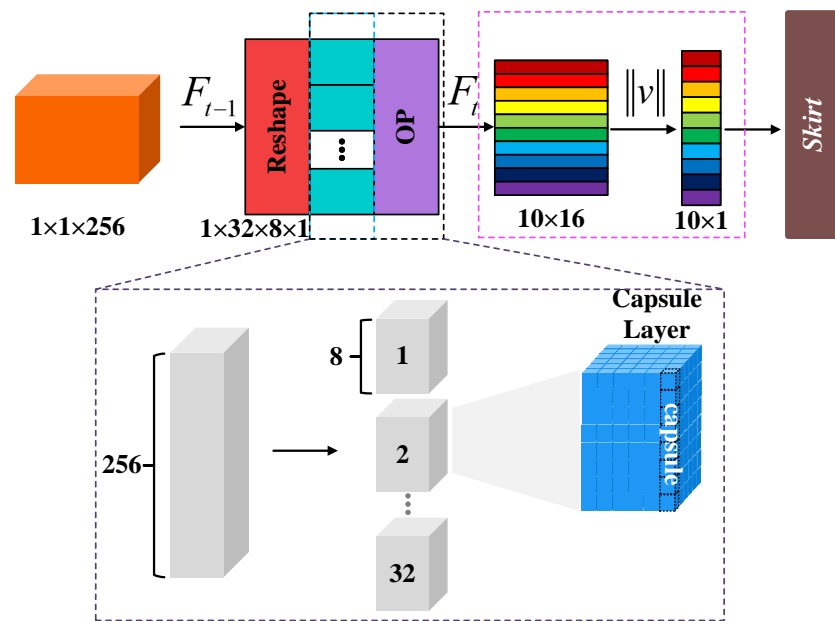 F_{t-1}
Reshape
OP
F_t
‖v‖
Skirt
1×1×256
1×32×8×1
10×16
10×1
Capsule
Layer
8
1
256
2
32
capsule